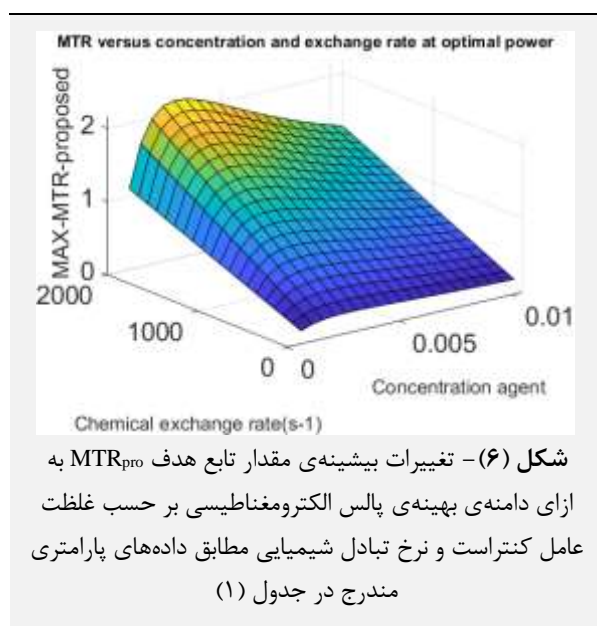 MTR versus concentration and exchange rate at optimal power
MAX-MTR-proposed
2
1
0
2000
1000
0
0
0.005
0.01
Concentration agent
Chemical exchange rate(s-1)
شکل (۶)- تغییرات بیشینه‌ی مقدار تابع هدف MTRpro به
ازای دامنه‌ی بهینه‌ی پالس الکترومغناطیسی بر حسب غلظت
عامل کنتراست و نرخ تبادل شیمیایی مطابق داده‌های پارامتری
مندرج در جدول (۱)